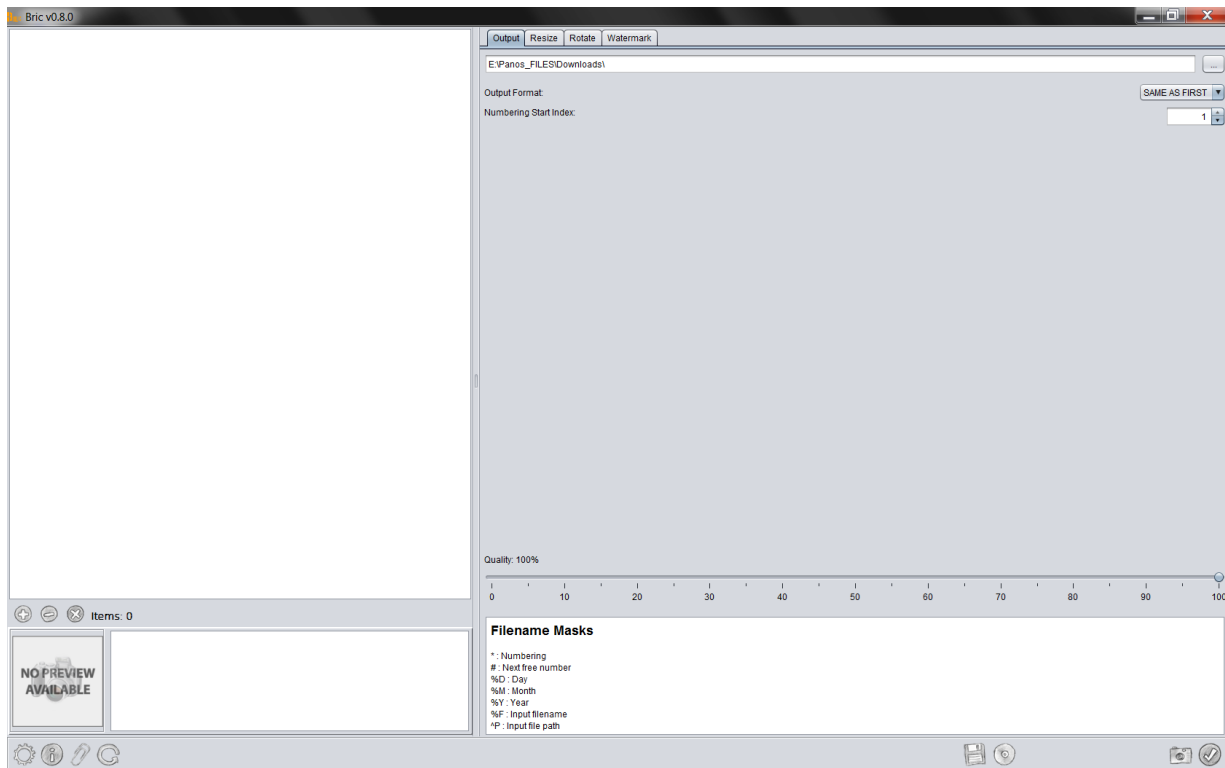 Bric v0.8.0
Output Resize Rotate Watermark
E:\Panos_FILES\Downloads\
...
Output Format:
SAME AS FIRST
Numbering Start Index:
1
Quality: 100%
0 10 20 30 40 50 60 70 80 90 100
Items: 0
NO PREVIEW
AVAILABLE
Filename Masks
* : Numbering
# : Next free number
%D : Day
%M : Month
%Y : Year
%F : Input filename
^P : Input file path